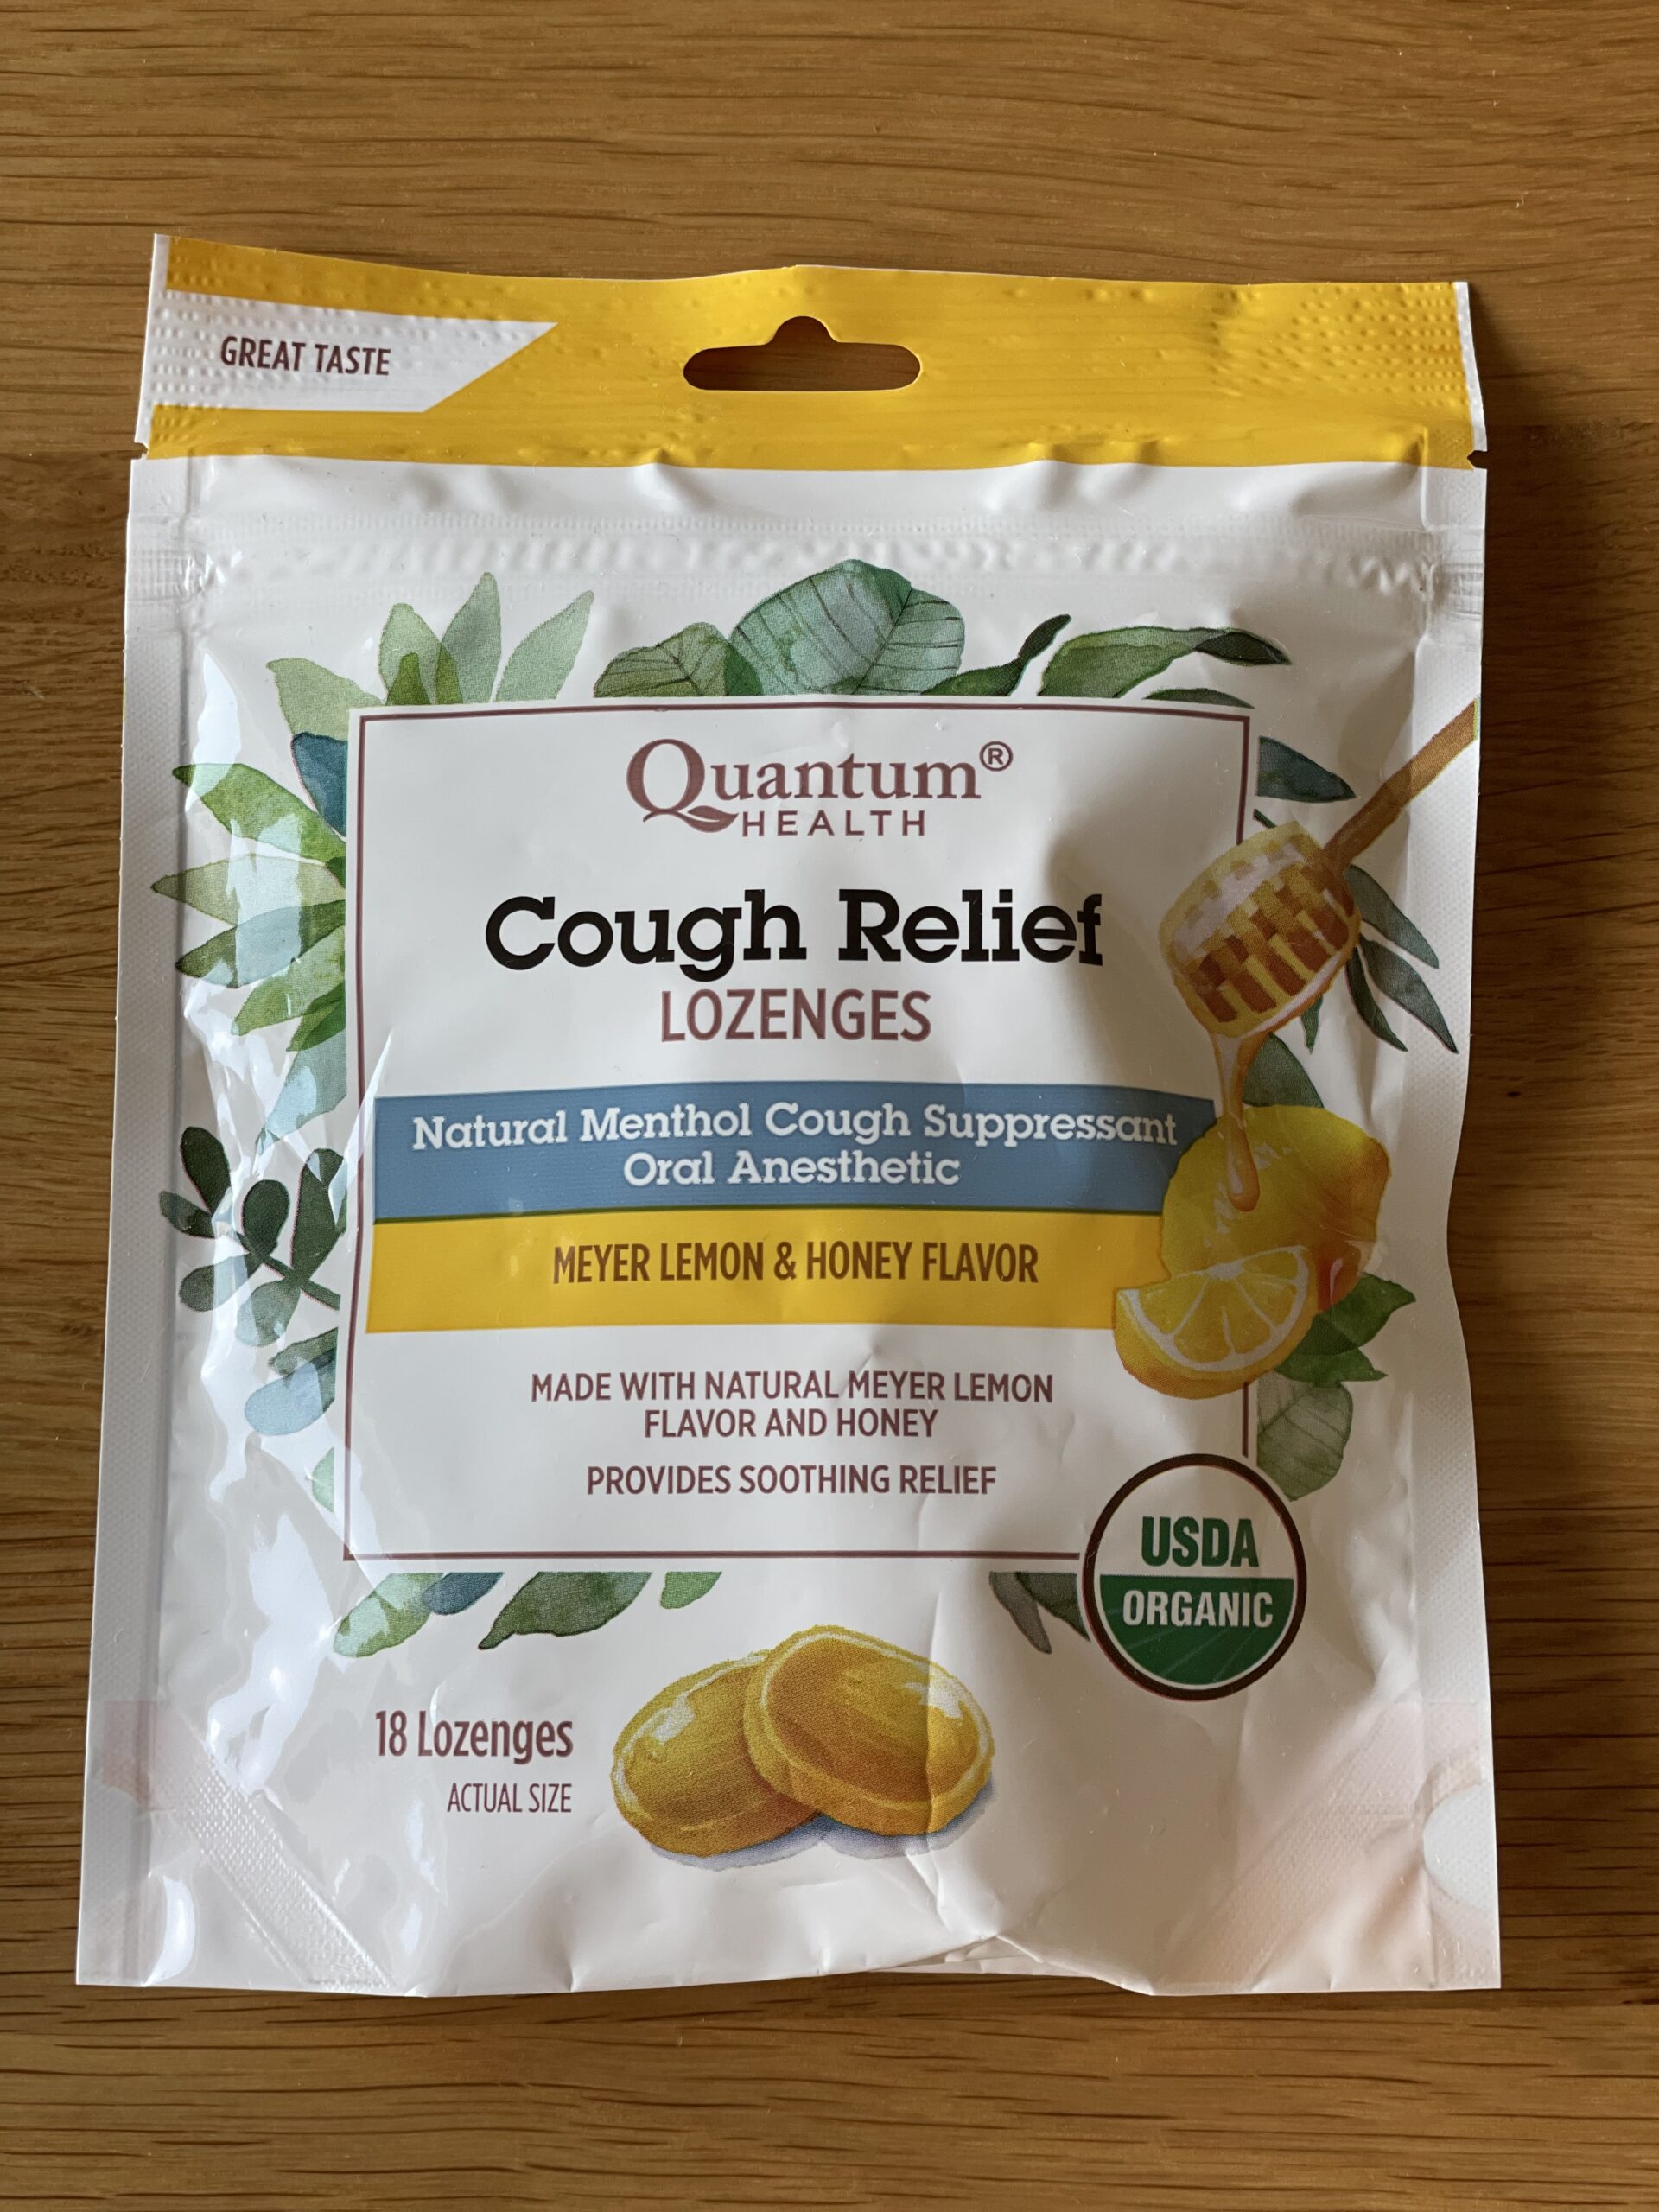 GREAT TASTE
Quantum®
HEALTH
Cough Relief
LOZENGES
Natural Menthol Cough Suppressant
Oral Anesthetic
MEYER LEMON & HONEY FLAVOR
MADE WITH NATURAL MEYER LEMON
FLAVOR AND HONEY
PROVIDES SOOTHING RELIEF
USDA
ORGANIC
18 Lozenges
ACTUAL SIZE